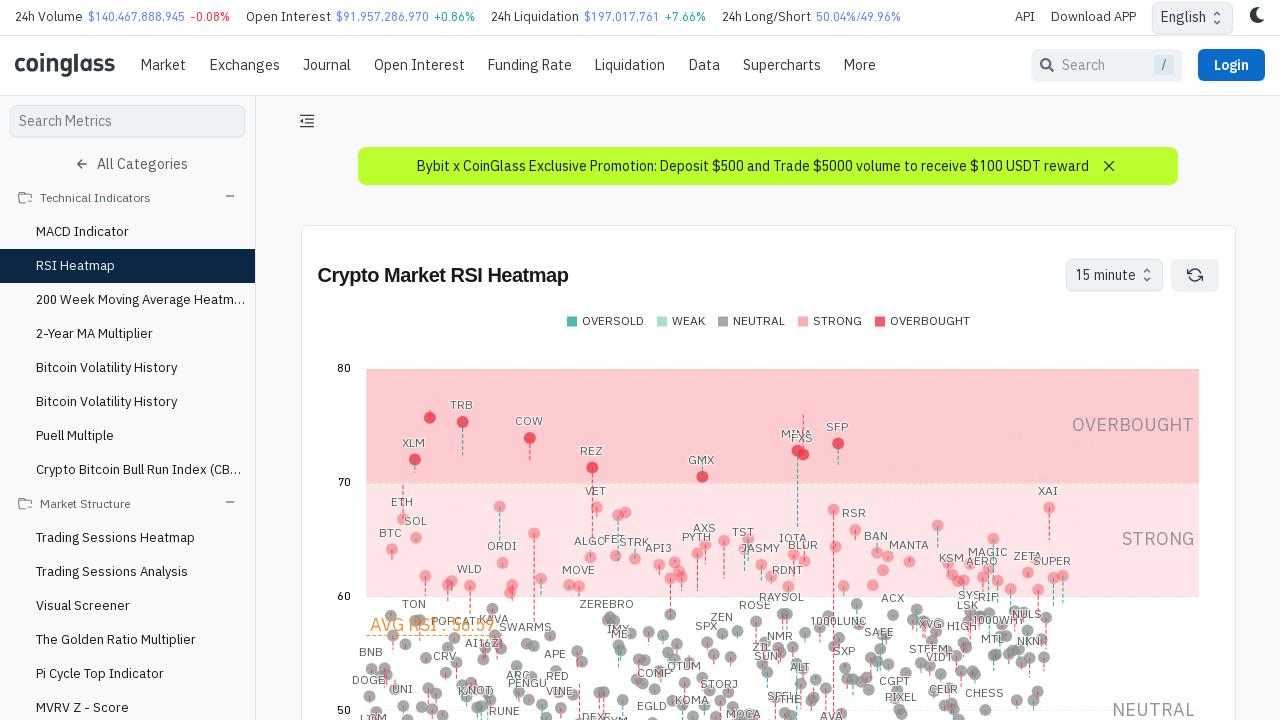 24h Volume $140,467,888,945 -0.08% Open Interest $91,957,286,970 +0.86% 24h Liquidation $197,017,761 +7.66% 24h Long/Short 50.04%/49.96% API Download APP English
coinglass Market Exchanges Journal Open Interest Funding Rate Liquidation Data Supercharts More Search / Login
Search Metrics
All Categories
Technical Indicators
MACD Indicator
RSI Heatmap
200 Week Moving Average Heatm...
2-Year MA Multiplier
Bitcoin Volatility History
Bitcoin Volatility History
Puell Multiple
Crypto Bitcoin Bull Run Index (CB...
Market Structure
Trading Sessions Heatmap
Trading Sessions Analysis
Visual Screener
The Golden Ratio Multiplier
Pi Cycle Top Indicator
MVRV Z - Score
Bybit x CoinGlass Exclusive Promotion: Deposit $500 and Trade $5000 volume to receive $100 USDT reward
Crypto Market RSI Heatmap
15 minute
OVERSOLD WEAK NEUTRAL STRONG OVERBOUGHT
80
TRB
COW
OVERBOUGHT
SFP
MINA
FXS
XLM
REZ
GMX
70
VET
XAI
ETH
SOL
RSR
BTC
AXS
TST
PYTH
STRONG
ALGO
FET
STRK
IOTA
BAN
ORDI
API3
JASMY
BLUR
MANTA
MAGIC
KSM
AERO
ZETA
SUPER
WLD
MOVE
RDNT
60
TON
ZEREBRO
ROSE
RAYSOL
ACX
SYS
RIF
LSK
AVG RSI : 56.59
POPCAT
KAVA
SWARMS
ME
SPX
ZEN
1000LUNC
XVG
HIGH
1000WHY
NULS
NMR
SAFE
AI16Z
ZIL
STEEM
MTL
NKN
BNB
CRV
APE
SUN
SXP
VIDT
DOGE
ARC
RED
COMP
QTUM
ALT
PENGU
STORJ
CGPT
UNI
KNOT
VINE
KOMA
PIXEL
CELR
CHESS
RUNE
EGLD
MOCA
50
DEXE
AVA
NEUTRAL